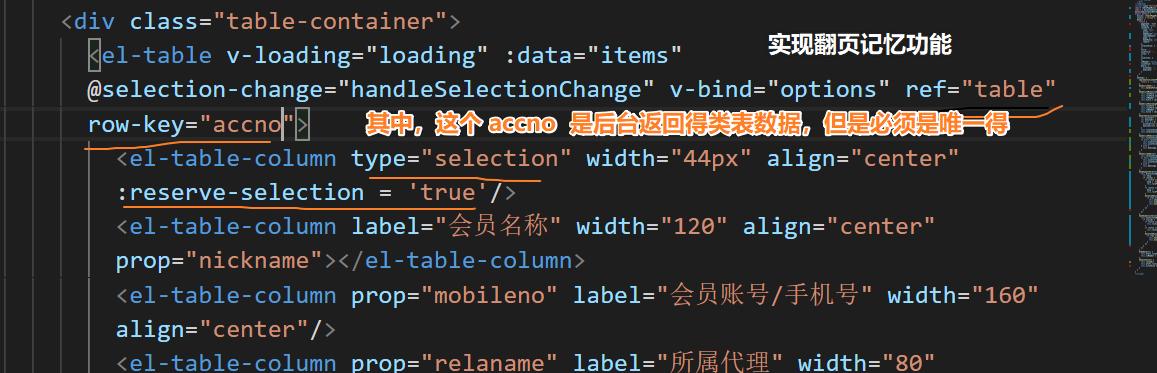 <div class="table-container">
<el-table v-loading="loading" :data="items"
实现翻页记忆功能
@selection-change="handleSelectionChange" v-bind="options" ref="table"
row-key="accno">
其中，这个 accno 是后台返回得类表数据，但是必须是唯一得
<el-table-column type="selection" width="44px" align="center"
:reserve-selection = 'true'/>
<el-table-column label="会员名称" width="120" align="center"
prop="nickname"></el-table-column>
<el-table-column prop="mobileno" label="会员账号/手机号" width="160"
align="center"/>
<el-table-column prop="relaname" label="所属代理" width="80"